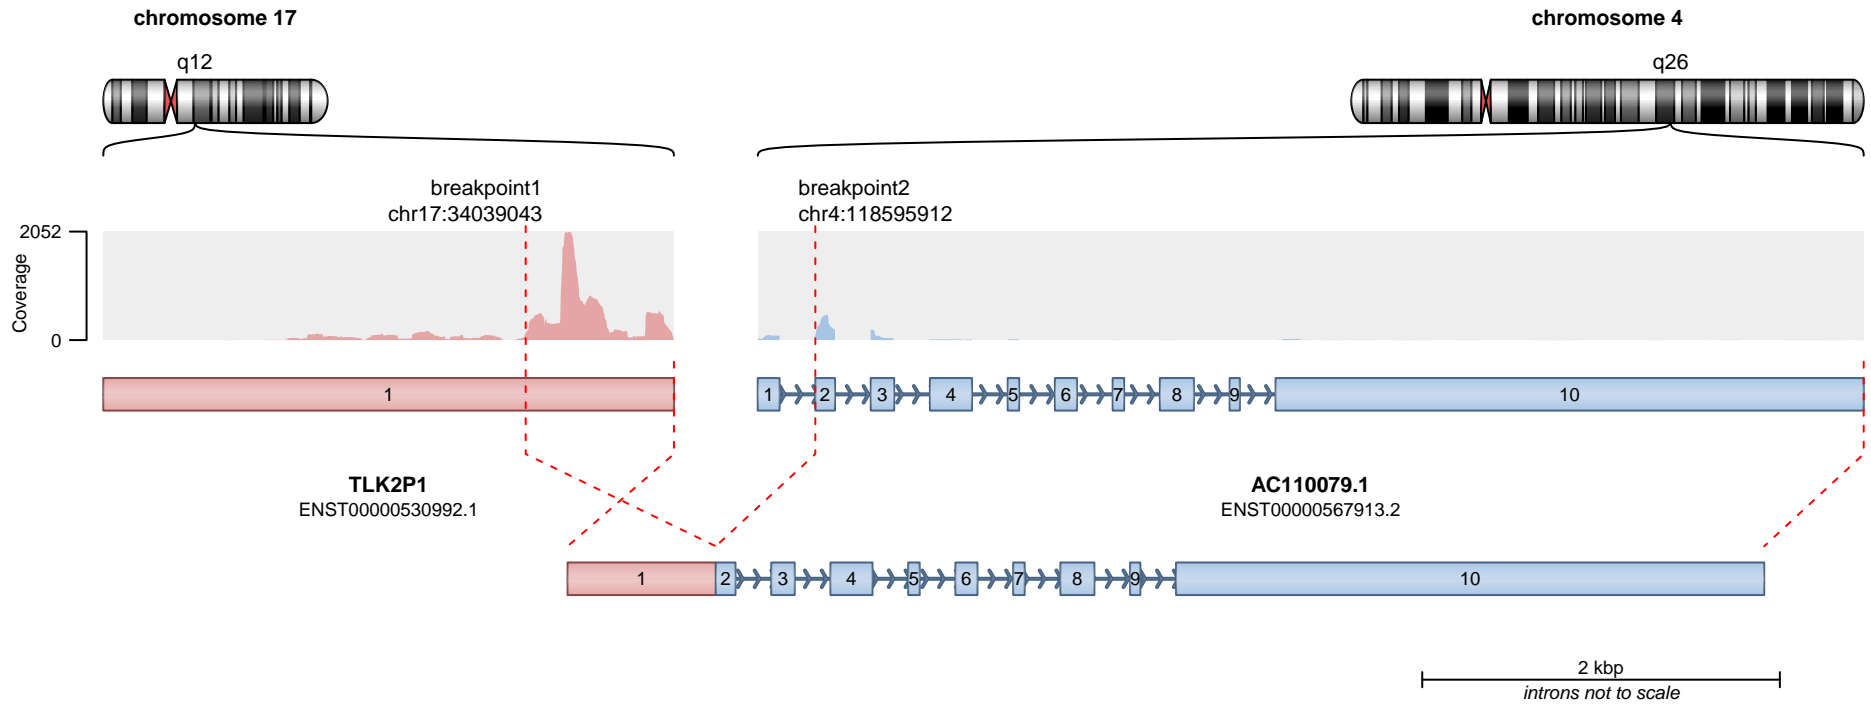 chromosome 17
chromosome 4
q12
q26
breakpoint1
chr17:34039043
breakpoint2
chr4:118595912
2052
Coverage
0
1
1 2 3 4 5 6 7 8 9 10
TLK2P1
ENST00000530992.1
AC110079.1
ENST00000567913.2
1 2 3 4 5 6 7 8 9 10
2 kbp
introns not to scale